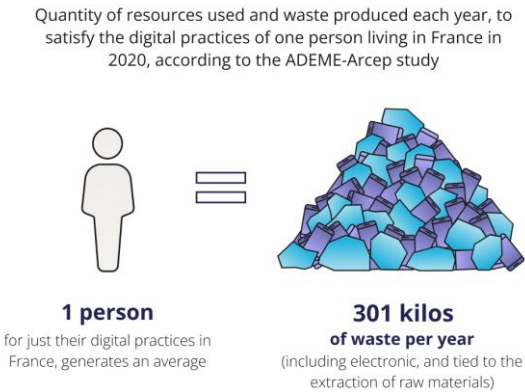 Quantity of resources used and waste produced each year, to
satisfy the digital practices of one person living in France in
2020, according to the ADEME-Arcep study
1 person
for just their digital practices in
France, generates an average
301 kilos
of waste per year
(including electronic, and tied to the
extraction of raw materials)